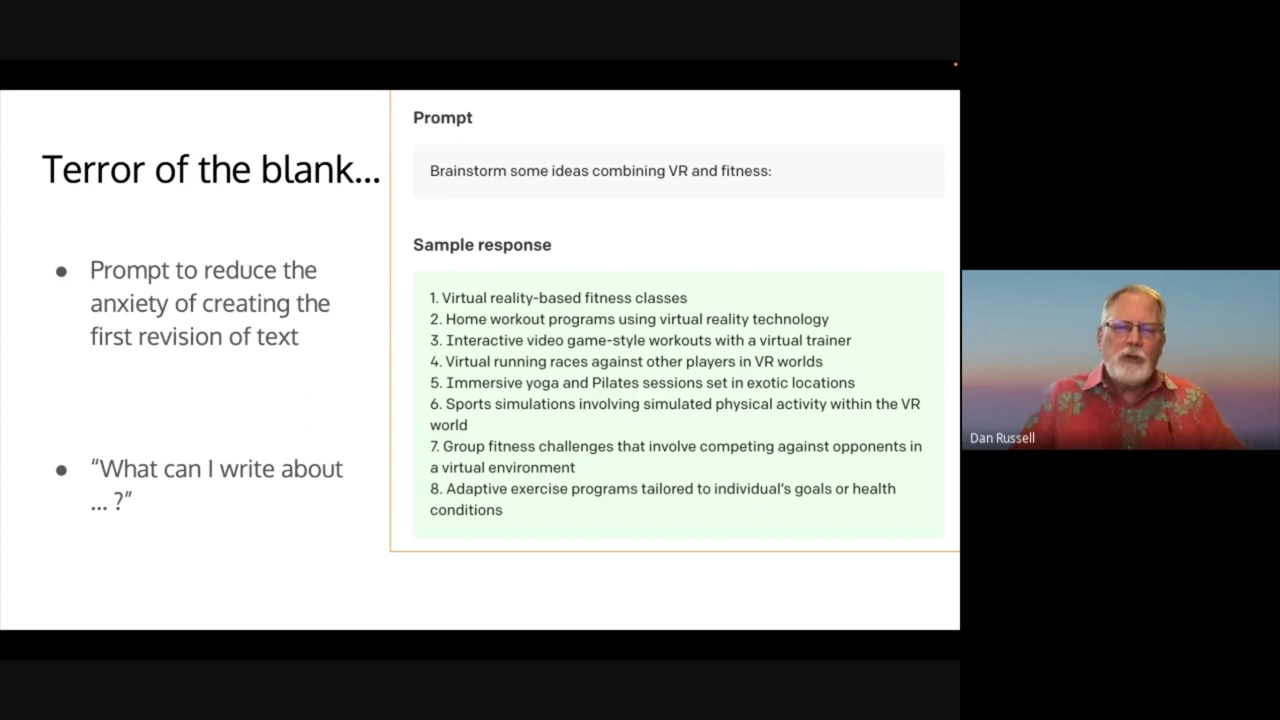 Terror of the blank...
● Prompt to reduce the
anxiety of creating the
first revision of text
● “What can I write about
... ?”
Prompt
Brainstorm some ideas combining VR and fitness:
Sample response
1. Virtual reality-based fitness classes
2. Home workout programs using virtual reality technology
3. Interactive video game-style workouts with a virtual trainer
4. Virtual running races against other players in VR worlds
5. Immersive yoga and Pilates sessions set in exotic locations
6. Sports simulations involving simulated physical activity within the VR
world
7. Group fitness challenges that involve competing against opponents in
a virtual environment
8. Adaptive exercise programs tailored to individual’s goals or health
conditions
Dan Russell